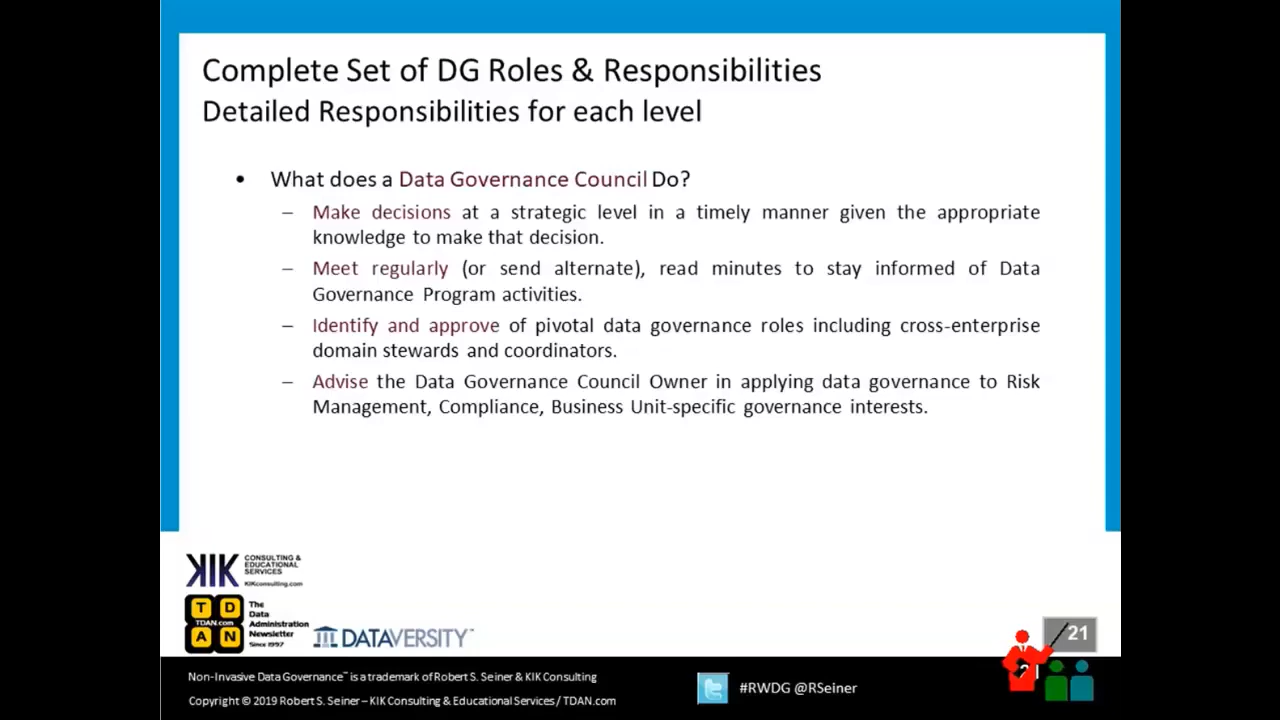 Complete Set of DG Roles & Responsibilities
Detailed Responsibilities for each level
• What does a Data Governance Council Do?
– Make decisions at a strategic level in a timely manner given the appropriate
knowledge to make that decision.
– Meet regularly (or send alternate), read minutes to stay informed of Data
Governance Program activities.
– Identify and approve of pivotal data governance roles including cross-enterprise
domain stewards and coordinators.
– Advise the Data Governance Council Owner in applying data governance to Risk
Management, Compliance, Business Unit-specific governance interests.
KIK
CONSULTING &
EDUCATIONAL
SERVICES
KIKconsulting.com
T D
TDAN.com
A N
The
Data
Administration
Newsletter
Since 1997
DATAVERSITY™
21
Non-Invasive Data Governance™ is a trademark of Robert S. Seiner & KIK Consulting
Copyright © 2019 Robert S. Seiner – KIK Consulting & Educational Services / TDAN.com
#RWDG @RSeiner